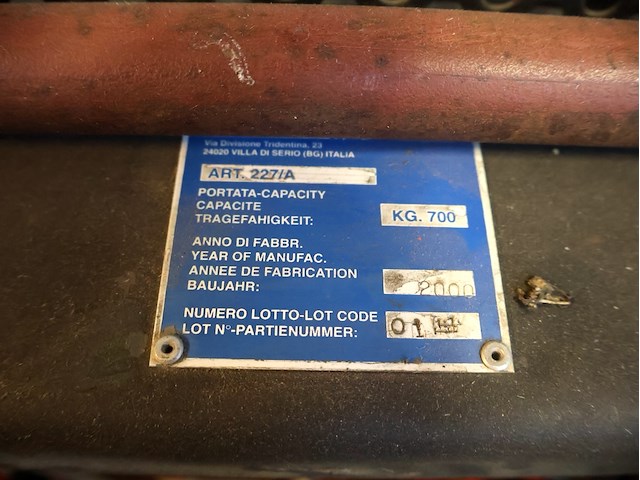 Via Divisione Tridentina, 23
24020 VILLA DI SERIO (BG) ITALIA
ART. 227/A
PORTATA-CAPACITY
CAPACITE
TRAGEFAHIGKEIT:
KG. 700
ANNO DI FABBR.
YEAR OF MANUFAC.
ANNEE DE FABRICATION
BAUJAHR:
2000
NUMERO LOTTO-LOT CODE
LOT N°-PARTIENUMMER:
01